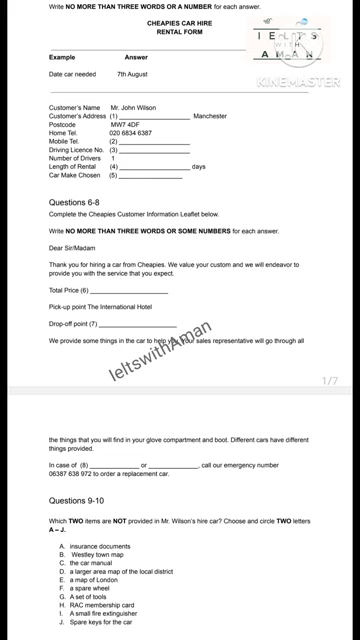 Write NO MORE THAN THREE WORDS OR A NUMBER for each answer.
CHEAPIES CAR HIRE
RENTAL FORM
I E L T S
WITH
A M A N
KINEMASTER
Example Answer
Date car needed 7th August
Customer's Name Mr. John Wilson
Customer's Address (1) ____________________ Manchester
Postcode MW7 4DF
Home Tel. 020 6834 6387
Mobile Tel. (2) ____________________
Driving Licence No. (3) ____________________
Number of Drivers 1
Length of Rental (4) ____________________ days
Car Make Chosen (5) ____________________
Questions 6-8
Complete the Cheapies Customer Information Leaflet below.
Write NO MORE THAN THREE WORDS OR SOME NUMBERS for each answer.
Dear Sir/Madam
Thank you for hiring a car from Cheapies. We value your custom and we will endeavor to
provide you with the service that you expect.
Total Price (6) ____________________
Pick-up point The International Hotel
Drop-off point (7) ____________________
We provide some things in the car to help you. Your sales representative will go through all
IeltswithAman
1/7
the things that you will find in your glove compartment and boot. Different cars have different
things provided.
In case of (8) ____________ or ____________, call our emergency number
06387 638 972 to order a replacement car.
Questions 9-10
Which TWO items are NOT provided in Mr. Wilson's hire car? Choose and circle TWO letters
A – J.
A. insurance documents
B. Westley town map
C. the car manual
D. a larger area map of the local district
E. a map of London
F. a spare wheel
G. A set of tools
H. RAC membership card
I. A small fire extinguisher
J. Spare keys for the car